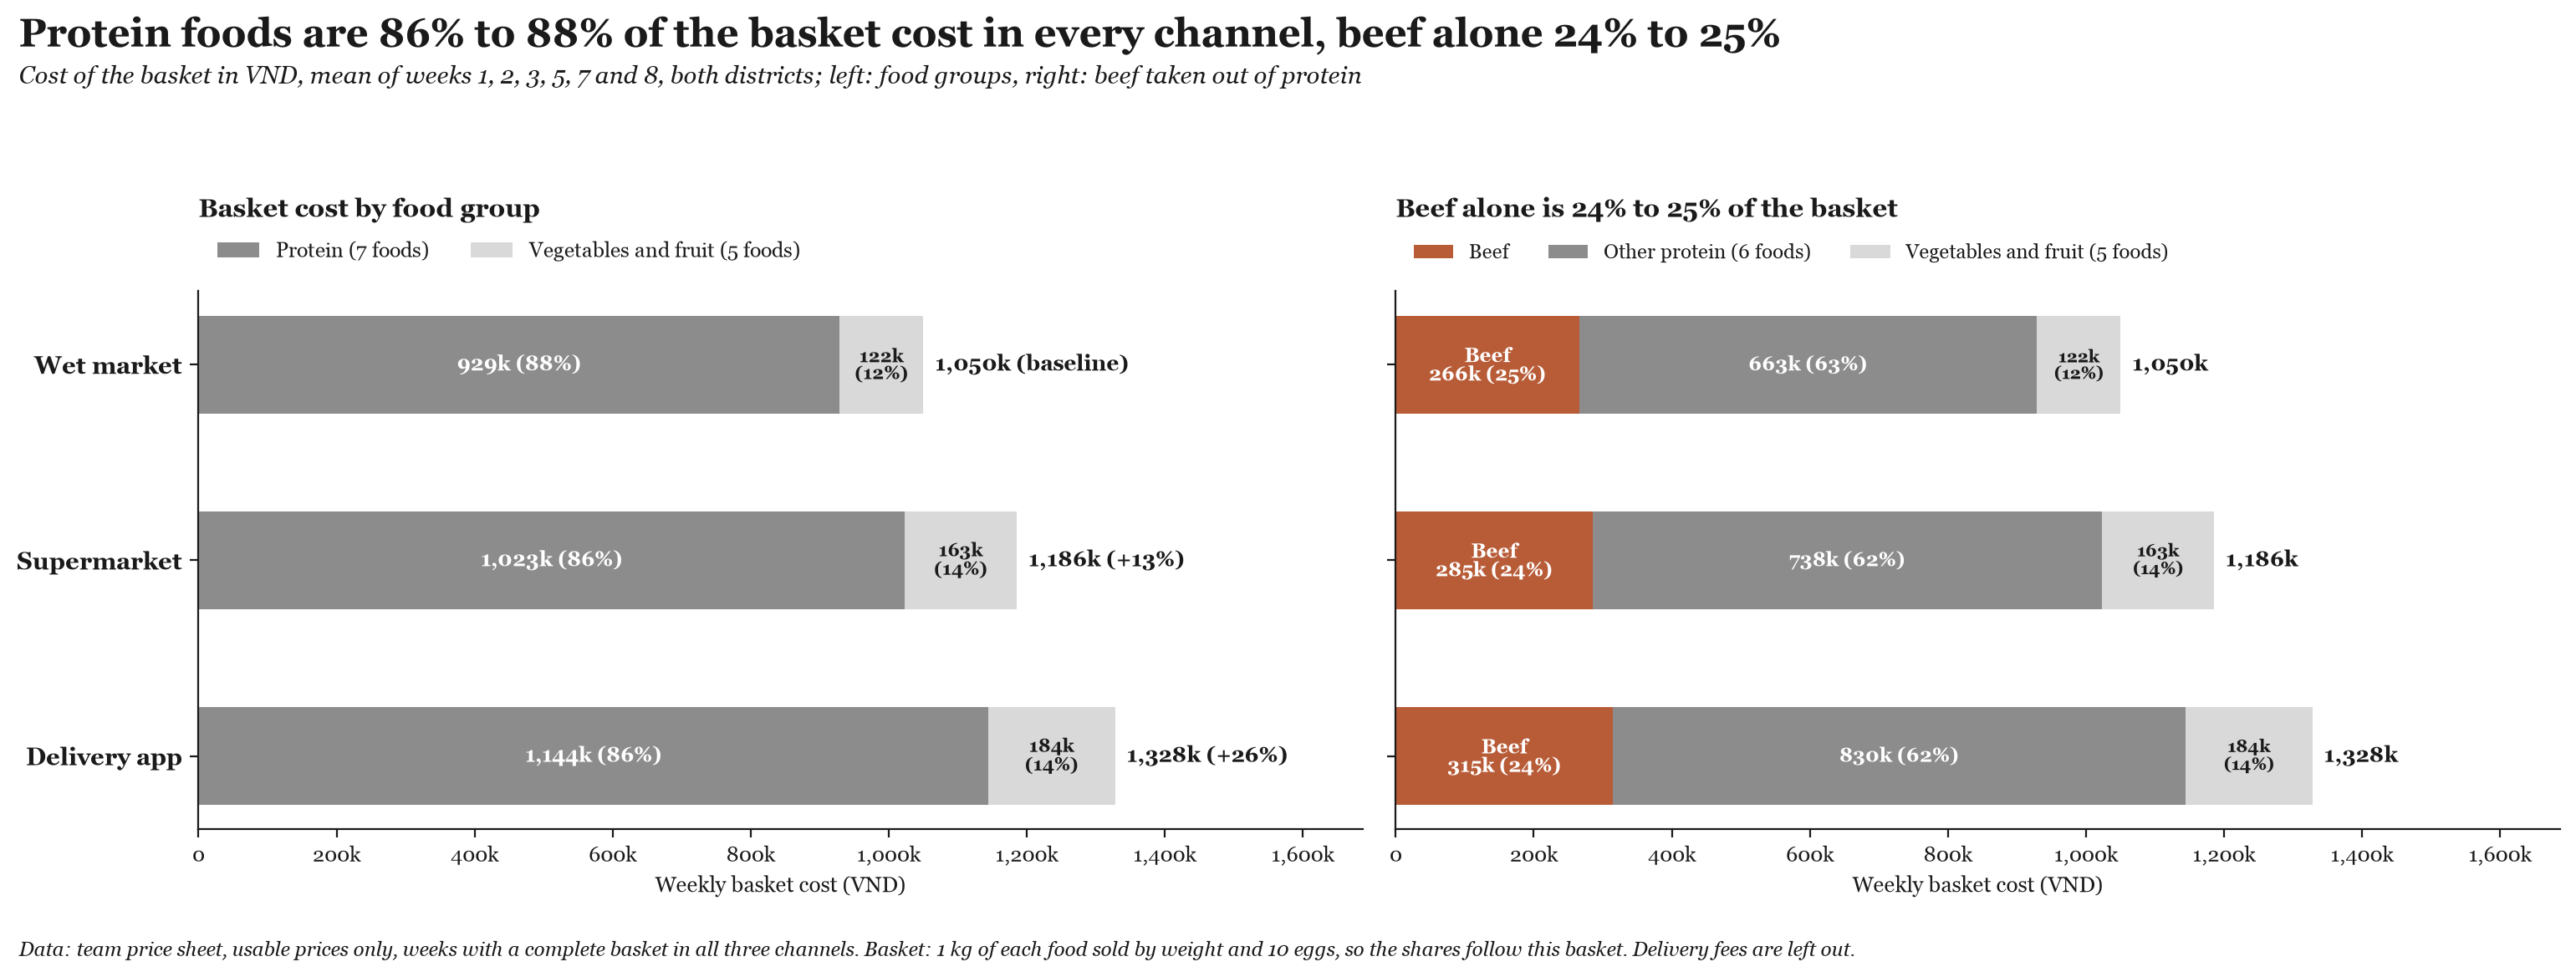 Protein foods are 86% to 88% of the basket cost in every channel, beef alone 24% to 25%
Cost of the basket in VND, mean of weeks 1, 2, 3, 5, 7 and 8, both districts; left: food groups, right: beef taken out of protein
Basket cost by food group
Protein (7 foods)
Vegetables and fruit (5 foods)
Wet market
929k (88%)
122k
(12%)
1,050k (baseline)
Supermarket
1,023k (86%)
163k
(14%)
1,186k (+13%)
Delivery app
1,144k (86%)
184k
(14%)
1,328k (+26%)
0 200k 400k 600k 800k 1,000k 1,200k 1,400k 1,600k
Weekly basket cost (VND)
Beef alone is 24% to 25% of the basket
Beef
Other protein (6 foods)
Vegetables and fruit (5 foods)
Beef
266k (25%)
663k (63%)
122k
(12%)
1,050k
Beef
285k (24%)
738k (62%)
163k
(14%)
1,186k
Beef
315k (24%)
830k (62%)
184k
(14%)
1,328k
0 200k 400k 600k 800k 1,000k 1,200k 1,400k 1,600k
Weekly basket cost (VND)
Data: team price sheet, usable prices only, weeks with a complete basket in all three channels. Basket: 1 kg of each food sold by weight and 10 eggs, so the shares follow this basket. Delivery fees are left out.